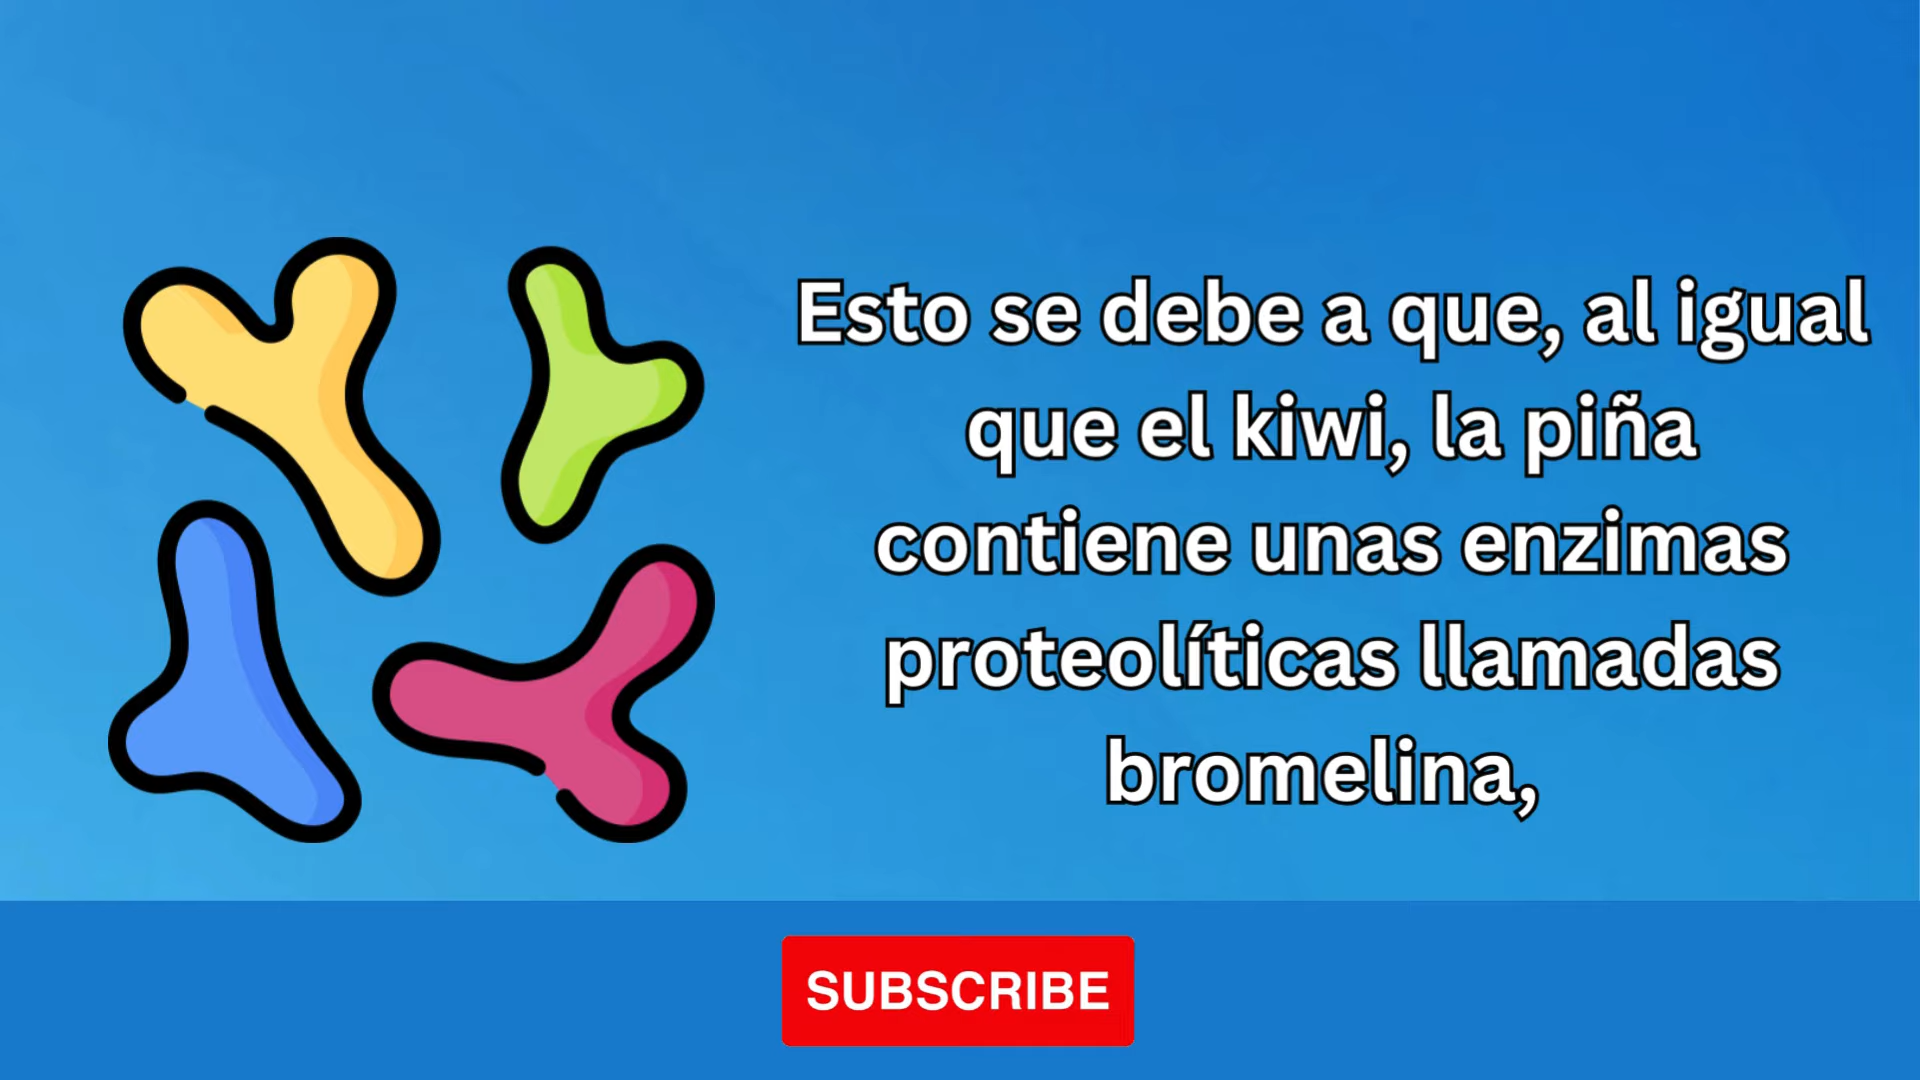 Esto se debe a que, al igual
que el kiwi, la piña
contiene unas enzimas
proteolíticas llamadas
bromelina,
SUBSCRIBE